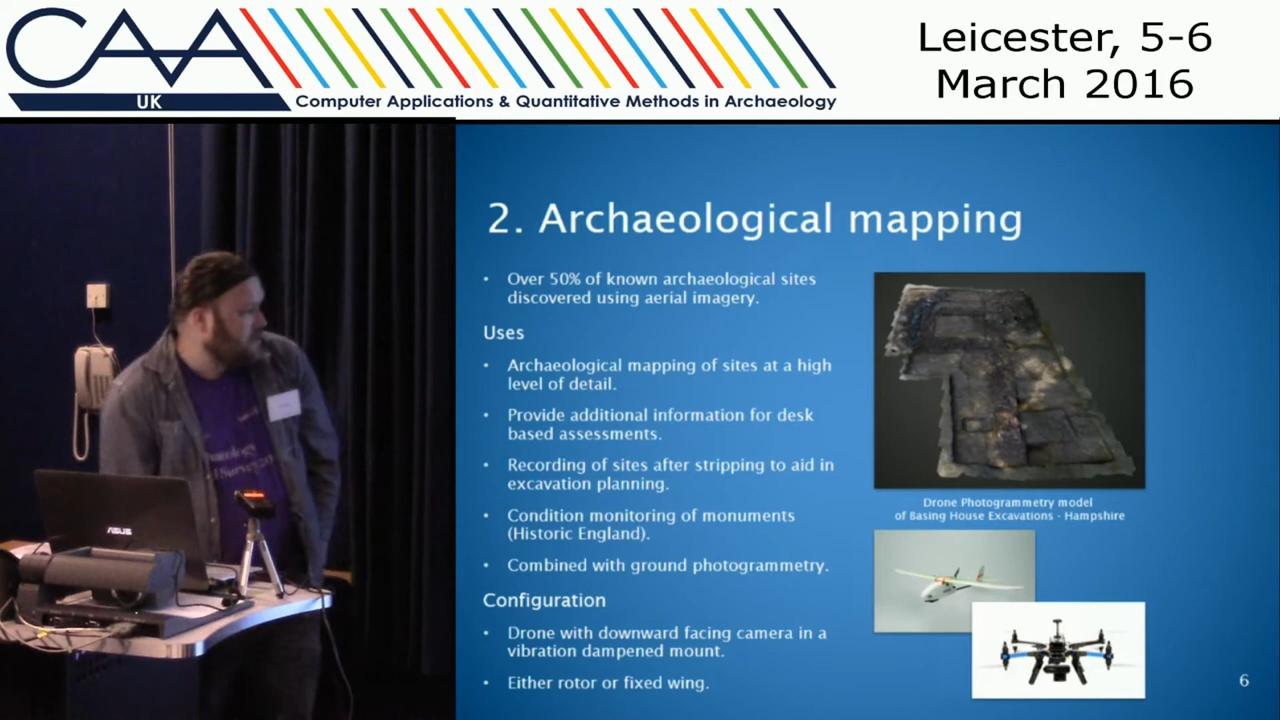 CAA
UK
Computer Applications & Quantitative Methods in Archaeology
Leicester, 5-6
March 2016
2. Archaeological mapping
• Over 50% of known archaeological sites
discovered using aerial imagery.
Uses
• Archaeological mapping of sites at a high
level of detail.
• Provide additional information for desk
based assessments.
• Recording of sites after stripping to aid in
excavation planning.
• Condition monitoring of monuments
(Historic England).
• Combined with ground photogrammetry.
Configuration
• Drone with downward facing camera in a
vibration dampened mount.
• Either rotor or fixed wing.
Drone Photogrammetry model
of Basing House Excavations - Hampshire
6
ASUS